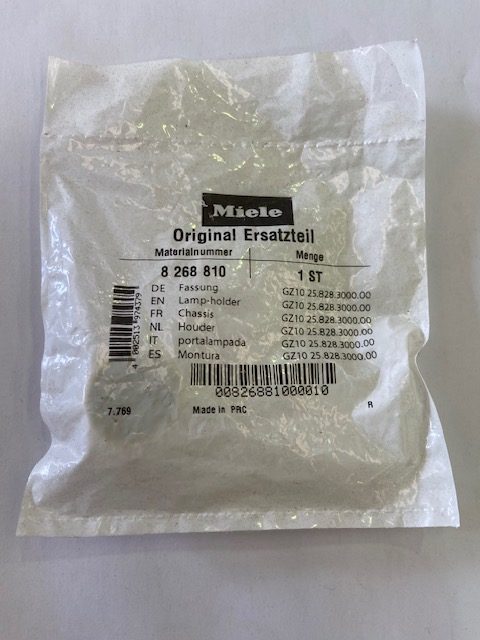 Miele
Original Ersatzteil
Materialnummer Menge
8 268 810 1 ST
DE Fassung GZ10 25.828.3000.00
EN Lamp-holder GZ10 25.828.3000.00
FR Chassis GZ10 25.828.3000.00
NL Houder GZ10 25.828.3000.00
IT portalampada GZ10 25.828.3000.00
ES Montura GZ10 25.828.3000.00
4 002513 974379
00826881000010
7.769 Made in PRC R